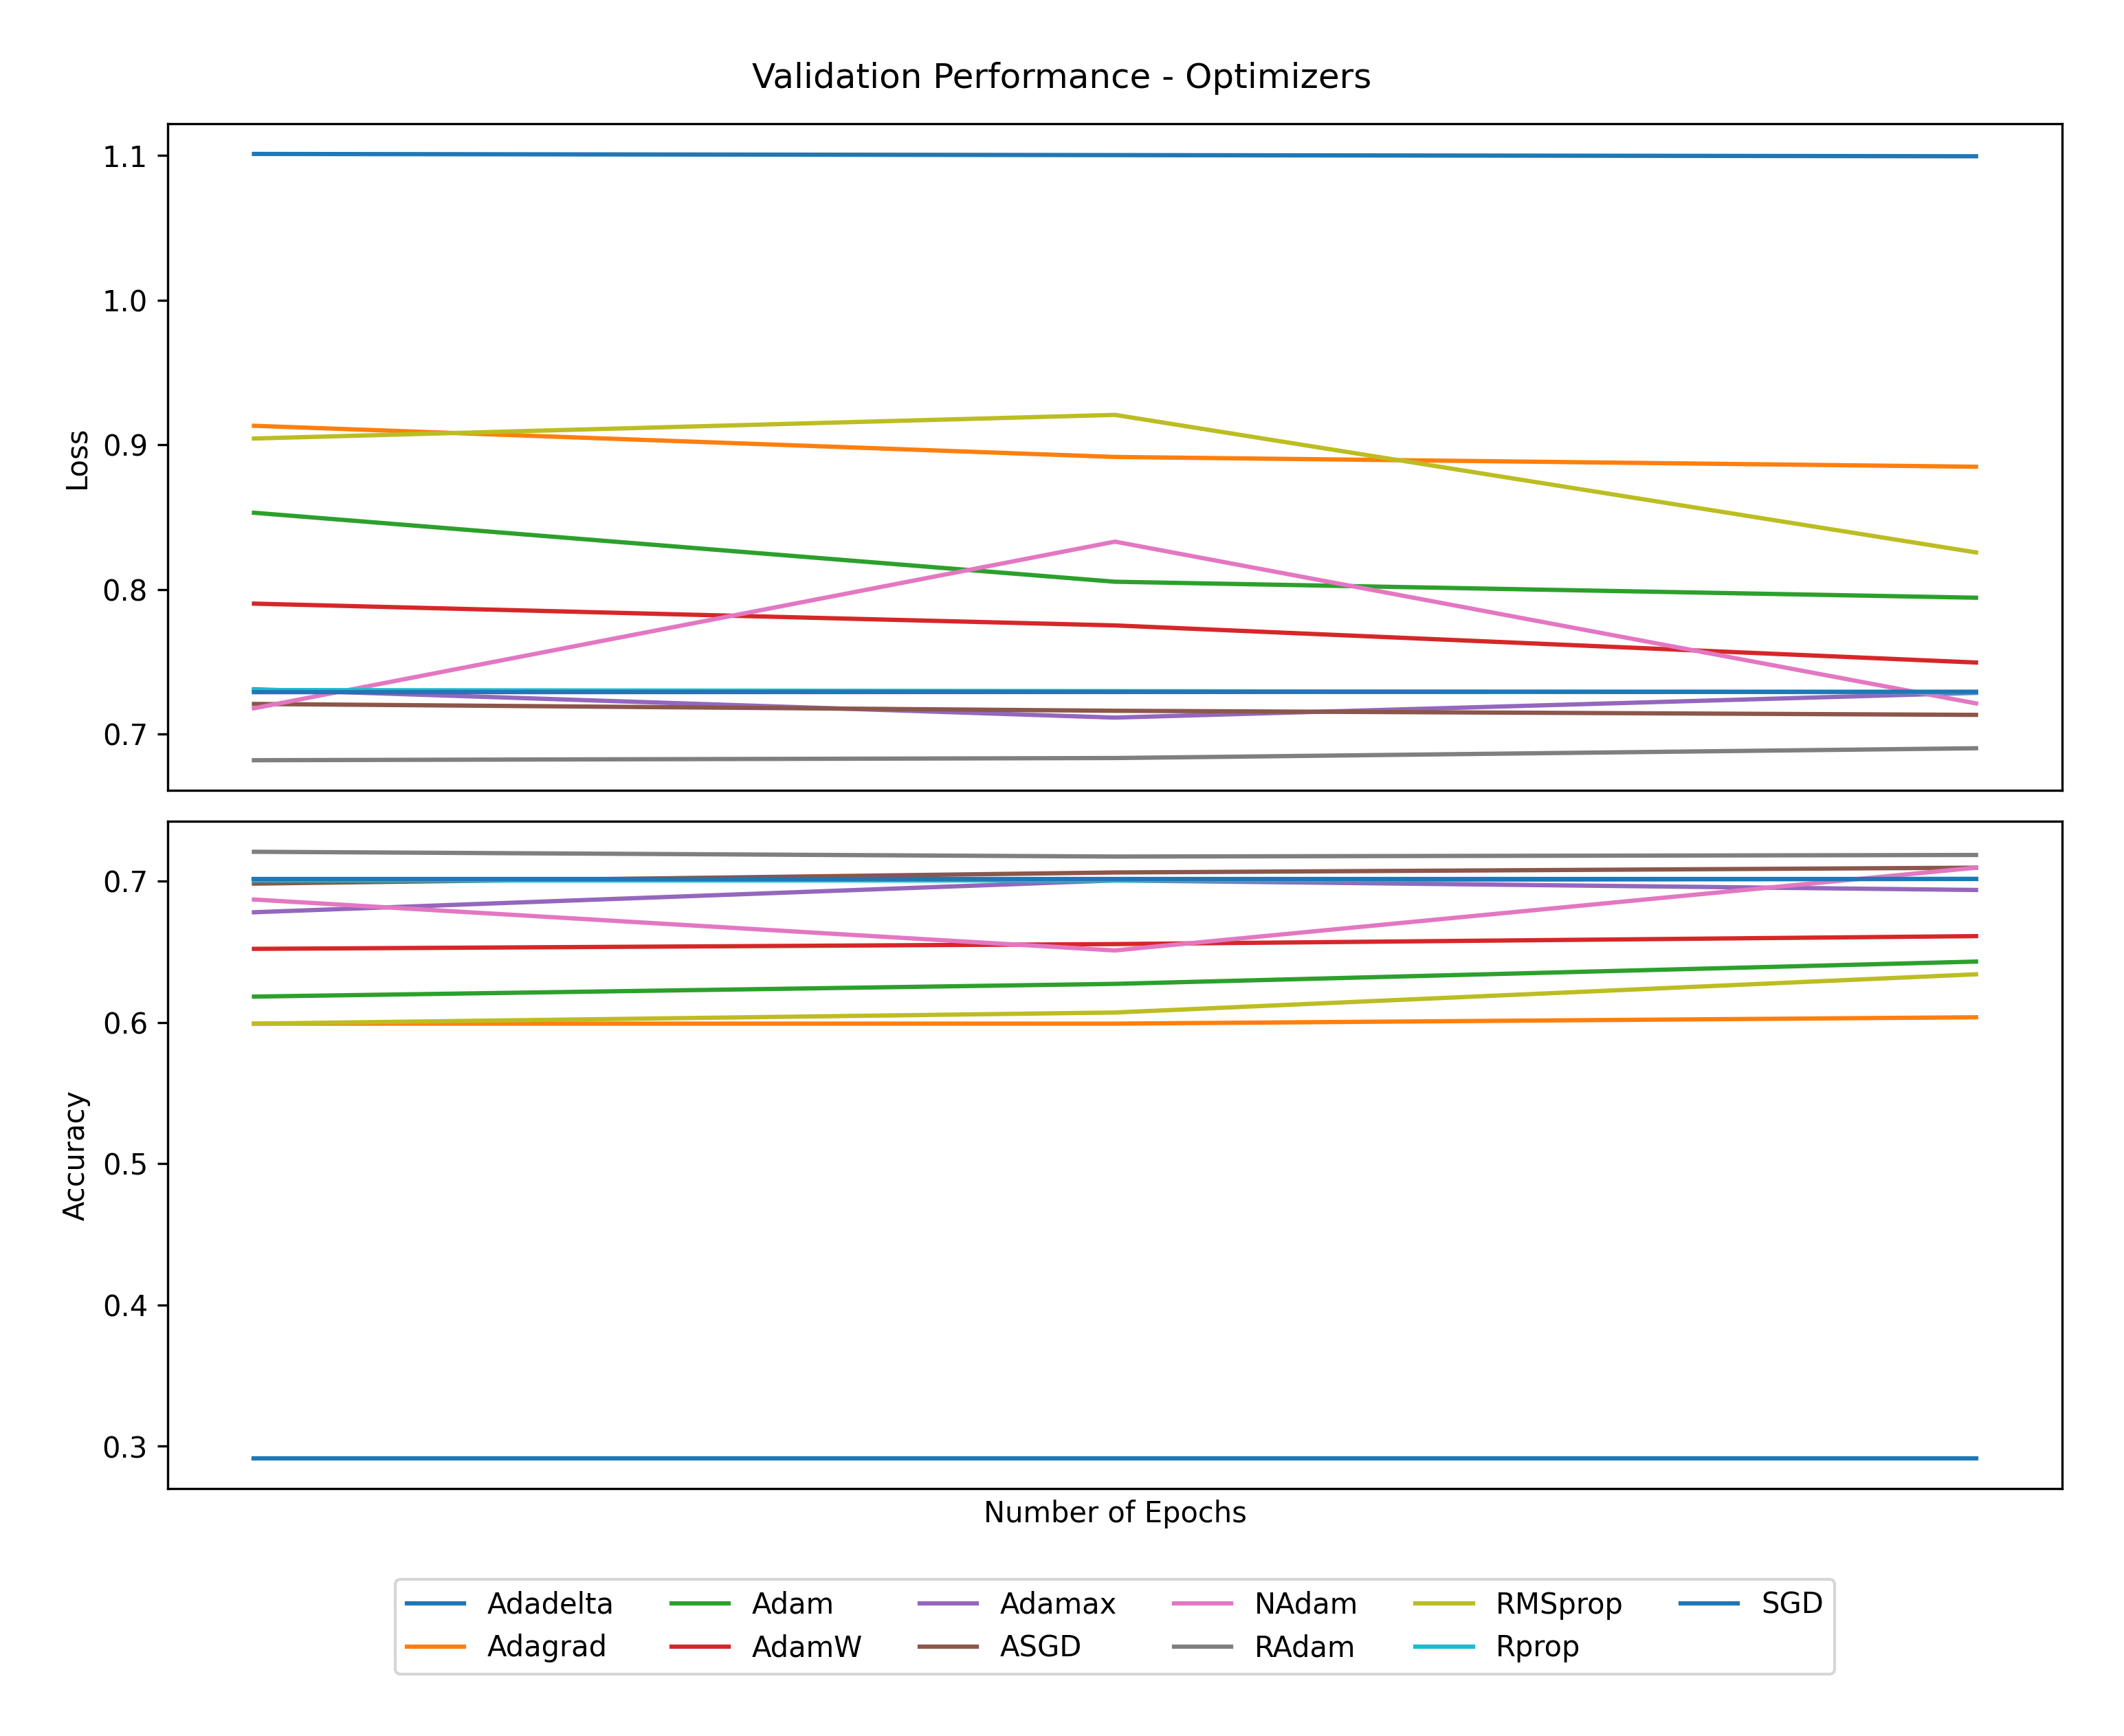 Validation Performance - Optimizers
1.1
1.0
0.9
0.8
0.7
Loss
0.7
0.6
0.5
0.4
0.3
Accuracy
Number of Epochs
Adadelta Adam Adamax NAdam RMSprop SGD
Adagrad AdamW ASGD RAdam Rprop